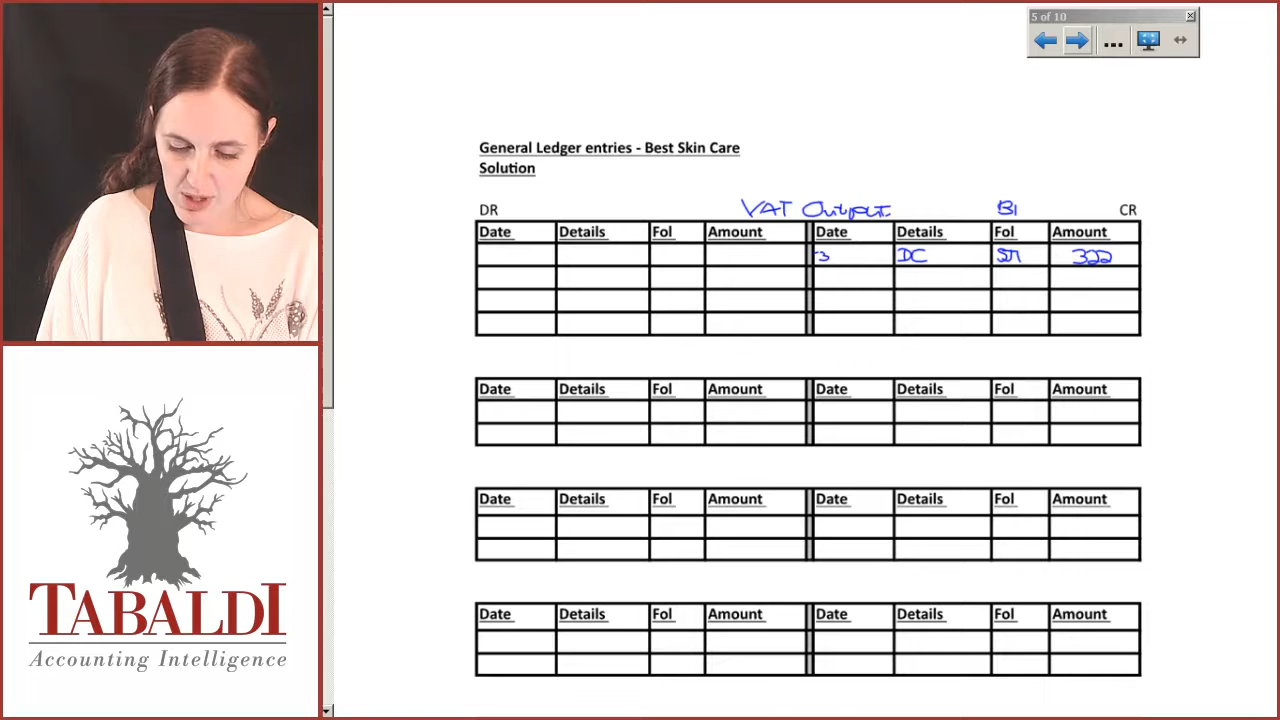 5 of 10
General Ledger entries - Best Skin Care
Solution
DR VAT Output B1 CR
Date Details Fol Amount Date Details Fol Amount
DC 322
Date Details Fol Amount Date Details Fol Amount
Date Details Fol Amount Date Details Fol Amount
Date Details Fol Amount Date Details Fol Amount
TABALDI
Accounting Intelligence